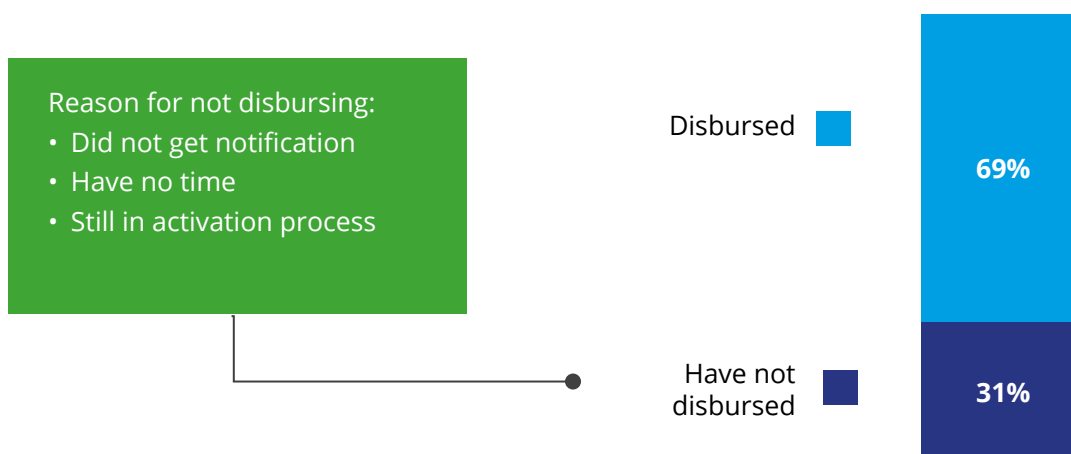 Reason for not disbursing:
• Did not get notification
• Have no time
• Still in activation process
Disbursed
69%
Have not
disbursed
31%